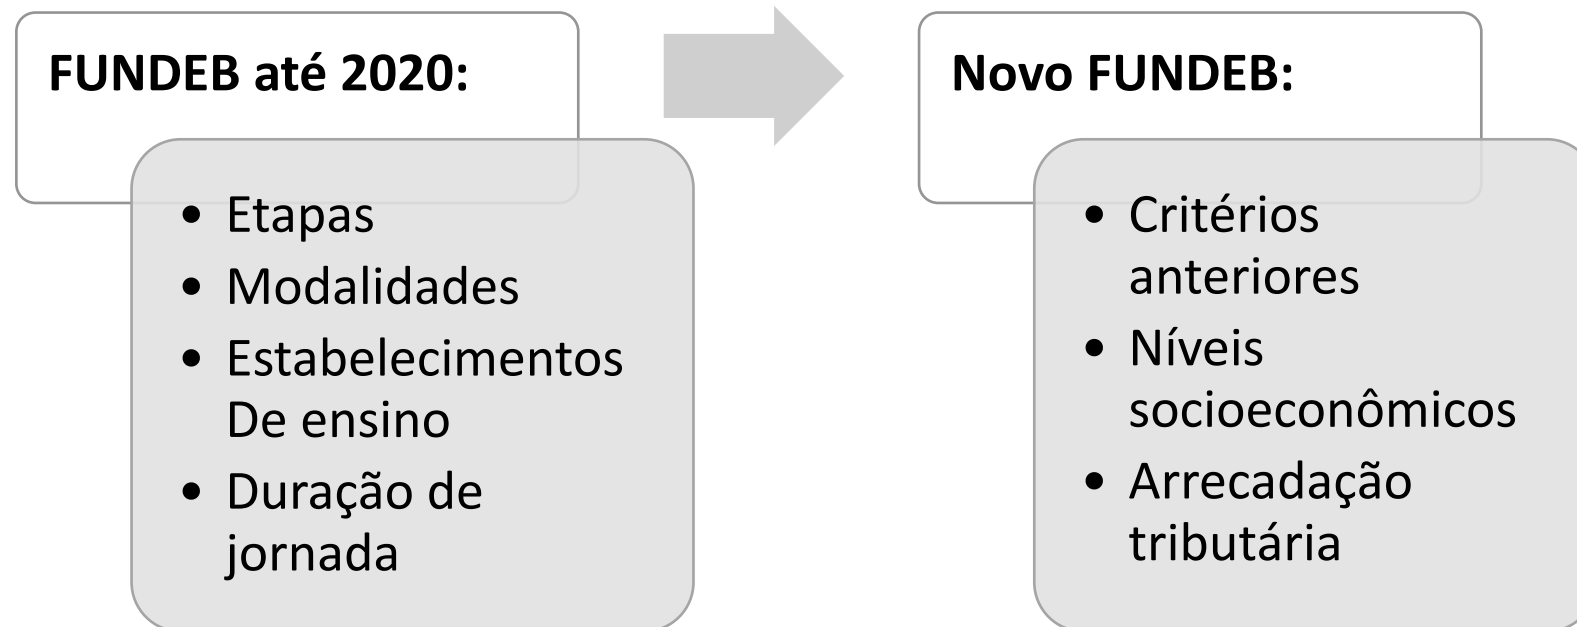 FUNDEB até 2020:
• Etapas
• Modalidades
• Estabelecimentos
De ensino
• Duração de
jornada
Novo FUNDEB:
• Critérios
anteriores
• Níveis
socioeconômicos
• Arrecadação
tributária